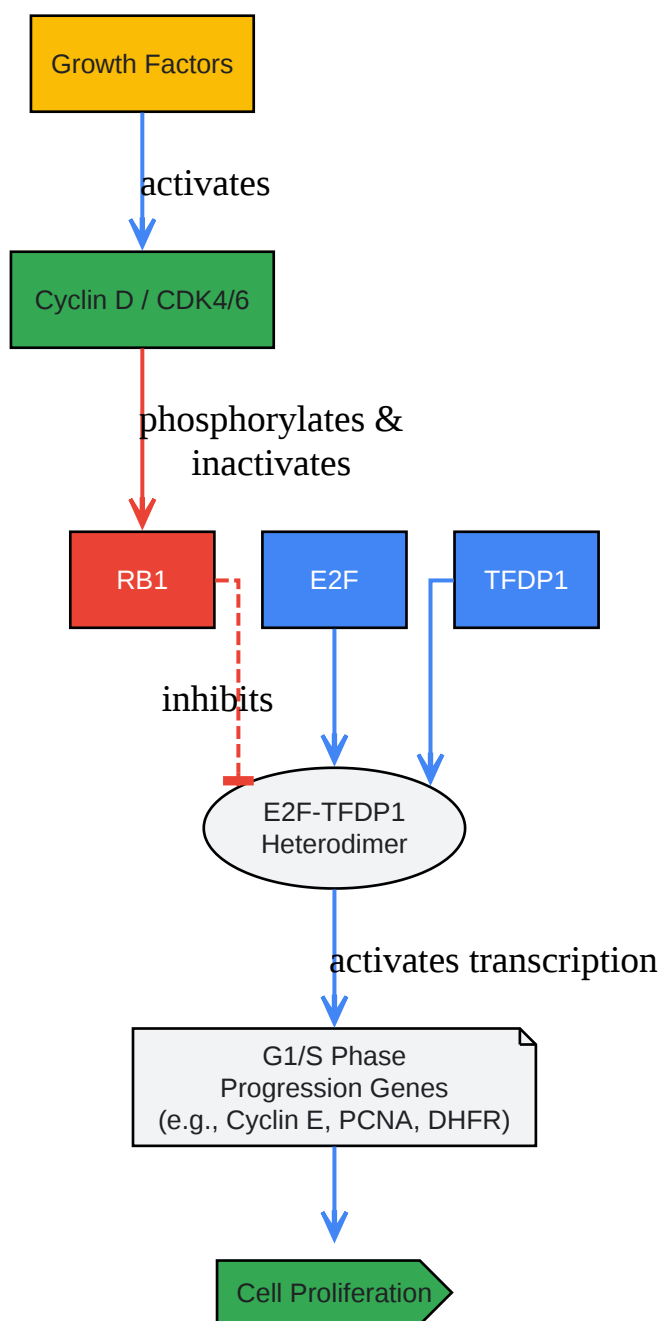 Growth Factors
activates
Cyclin D / CDK4/6
phosphorylates &
inactivates
RB1
E2F
TFDP1
inhibits
E2F-TFDP1
Heterodimer
activates transcription
G1/S Phase
Progression Genes
(e.g., Cyclin E, PCNA, DHFR)
Cell Proliferation